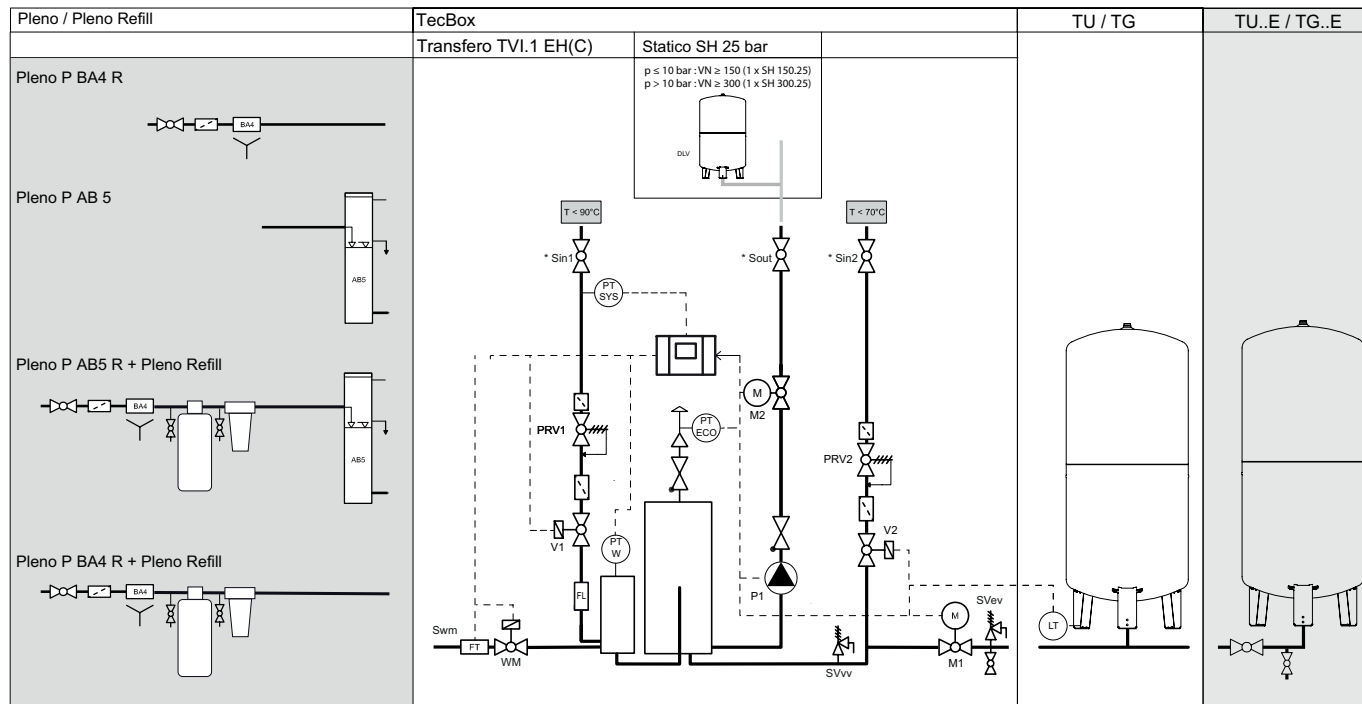 Pleno / Pleno Refill
TecBox
TU / TG
TU..E / TG..E
Transfero TVI.1 EH(C)
Statico SH 25 bar
p ≤ 10 bar : VN ≥ 150 (1 x SH 150.25)
p > 10 bar : VN ≥ 300 (1 x SH 300.25)
DLV
Pleno P BA4 R
BA4
Pleno P AB 5
AB5
Pleno P AB5 R + Pleno Refill
BA4
AB5
Pleno P BA4 R + Pleno Refill
BA4
T < 90°C
T < 70°C
* Sin1
* Sout
* Sin2
PT
SYS
M
M2
PRV1
PT
ECO
PRV2
V1
PT
W
V2
FL
P1
Swm
FT
WM
SVvv
M
M1
SVev
LT